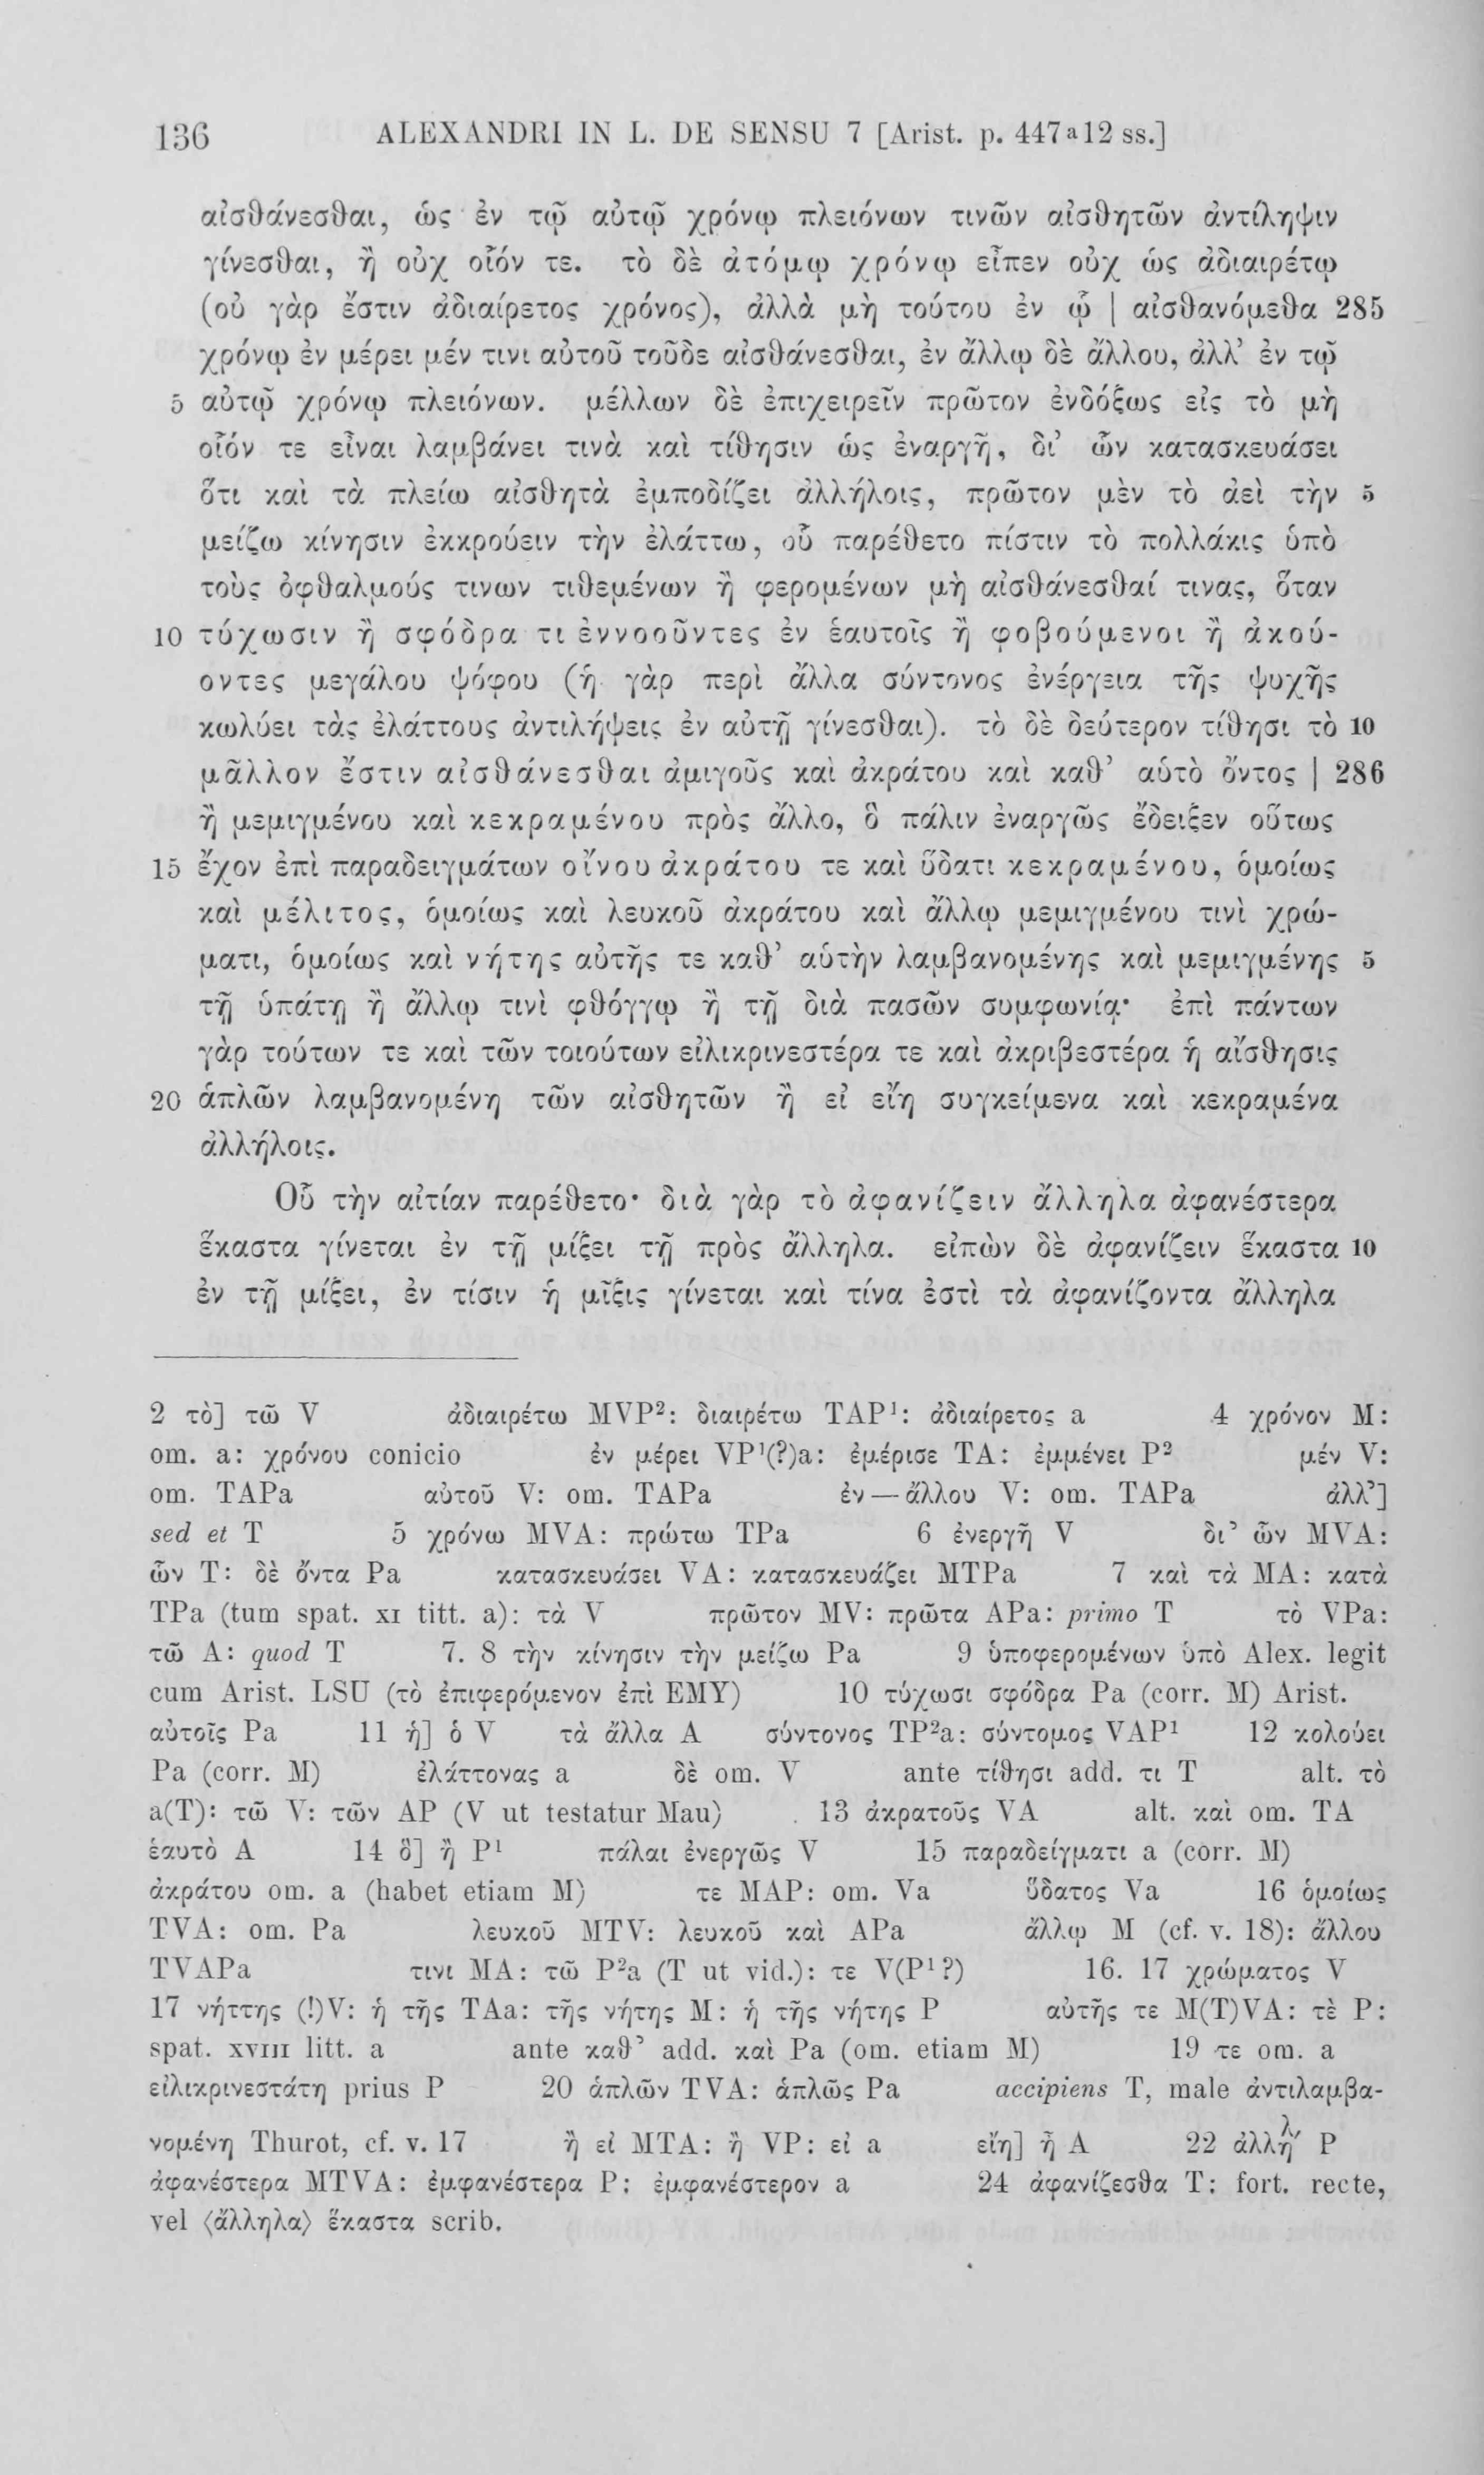 136 ALEXANDRI IN L. DE SENSU 7 [Arist. p. 447ª12 ss.]
αἰσθάνεσθαι, ὡς ἐν τῷ αὐτῷ χρόνῳ πλειόνων τινῶν αἰσθητῶν ἀντίληψιν
γίνεσθαι, ἢ οὐχ οἷόν τε. τὸ δὲ ἀτόμῳ χρόνῳ εἶπεν οὐχ ὡς ἀδιαιρέτῳ
(οὐ γὰρ ἔστιν ἀδιαίρετος χρόνος), ἀλλὰ μὴ τούτου ἐν ᾧ | αἰσθανόμεθα 285
χρόνῳ ἐν μέρει μέν τινι αὐτοῦ τοῦδε αἰσθάνεσθαι, ἐν ἄλλῳ δὲ ἄλλου, ἀλλ’ ἐν τῷ
5 αὐτῷ χρόνῳ πλειόνων. μέλλων δὲ ἐπιχειρεῖν πρῶτον ἐνδόξως εἰς τὸ μὴ
οἷόν τε εἶναι λαμβάνει τινὰ καὶ τίθησιν ὡς ἐναργῆ, δι’ ὧν κατασκευάσει
ὅτι καὶ τὰ πλείω αἰσθητὰ ἐμποδίζει ἀλλήλοις, πρῶτον μὲν τὸ ἀεὶ τὴν 5
μείζω κίνησιν ἐκκρούειν τὴν ἐλάττω, οὗ παρέθετο πίστιν τὸ πολλάκις ὑπὸ
τοὺς ὀφθαλμούς τινων τιθεμένων ἢ φερομένων μὴ αἰσθάνεσθαί τινας, ὅταν
10 τύχωσιν ἢ σφόδρα τι ἐννοοῦντες ἐν ἑαυτοῖς ἢ φοβούμενοι ἢ ἀκού-
οντες μεγάλου ψόφου (ἡ γὰρ περὶ ἄλλα σύντονος ἐνέργεια τῆς ψυχῆς
κωλύει τὰς ἐλάττους ἀντιλήψεις ἐν αὐτῇ γίνεσθαι). τὸ δὲ δεύτερον τίθησι τὸ 10
μᾶλλον ἔστιν αἰσθάνεσθαι ἀμιγοῦς καὶ ἀκράτου καὶ καθ’ αὑτὸ ὄντος | 286
ἢ μεμιγμένου καὶ κεκραμένου πρὸς ἄλλο, ὃ πάλιν ἐναργῶς ἔδειξεν οὕτως
15 ἔχον ἐπὶ παραδειγμάτων οἴνου ἀκράτου τε καὶ ὕδατι κεκραμένου, ὁμοίως
καὶ μέλιτος, ὁμοίως καὶ λευκοῦ ἀκράτου καὶ ἄλλῳ μεμιγμένου τινὶ χρώ-
ματι, ὁμοίως καὶ νήτης αὐτῆς τε καθ’ αὑτὴν λαμβανομένης καὶ μεμιγμένης 5
τῇ ὑπάτῃ ἢ ἄλλῳ τινὶ φθόγγῳ ἢ τῇ διὰ πασῶν συμφωνίᾳ· ἐπὶ πάντων
γὰρ τούτων τε καὶ τῶν τοιούτων εἰλικρινεστέρα τε καὶ ἀκριβεστέρα ἡ αἴσθησις
20 ἁπλῶν λαμβανομένη τῶν αἰσθητῶν ἢ εἰ εἴη συγκείμενα καὶ κεκραμένα
ἀλλήλοις.
Οὗ τὴν αἰτίαν παρέθετο· διὰ γὰρ τὸ ἀφανίζειν ἄλληλα ἀφανέστερα
ἕκαστα γίνεται ἐν τῇ μίξει τῇ πρὸς ἄλληλα. εἰπὼν δὲ ἀφανίζειν ἕκαστα 10
ἐν τῇ μίξει, ἐν τίσιν ἡ μῖξις γίνεται καὶ τίνα ἐστὶ τὰ ἀφανίζοντα ἄλληλα
2 τὸ] τῶ V ἀδιαιρέτω MVP²: διαιρέτω TAP¹: ἀδιαίρετος a 4 χρόνον M:
om. a: χρόνου conicio ἐν μέρει VP¹(?)a: ἐμέρισε TA: ἐμμένει P² μέν V:
om. TAPa αὐτοῦ V: om. TAPa ἐν — ἄλλου V: om. TAPa ἀλλ’]
sed et T 5 χρόνω MVA: πρώτω TPa 6 ἐνεργῆ V δι’ ὧν MVA:
ὧν T: δὲ ὄντα Pa κατασκευάσει VA: κατασκευάζει MTPa 7 καὶ τὰ MA: κατὰ
TPa (tum spat. XI titt. a): τὰ V πρῶτον MV: πρῶτα APa: primo T τὸ VPa:
τῶ A: quod T 7. 8 τὴν κίνησιν τὴν μείζω Pa 9 ὑποφερομένων ὑπὸ Alex. legit
cum Arist. LSU (τὸ ἐπιφερόμενον ἐπὶ EMY) 10 τύχωσι σφόδρα Pa (corr. M) Arist.
αὐτοῖς Pa 11 ἡ] ὁ V τὰ ἄλλα A σύντονος TP²a: σύντομος VAP¹ 12 κολούει
Pa (corr. M) ἐλάττονας a δὲ om. V ante τίθησι add. τι T alt. τὸ
a(T): τῶ V: τῶν AP (V ut testatur Mau) 13 ἀκρατοῦς VA alt. καὶ om. TA
ἑαυτὸ A 14 ὃ] ἢ P¹ πάλαι ἐνεργῶς V 15 παραδείγματι a (corr. M)
ἀκράτου om. a (habet etiam M) τε MAP: om. Va ὕδατος Va 16 ὁμοίως
TVA: om. Pa λευκοῦ MTV: λευκοῦ καὶ APa ἄλλῳ M (cf. v. 18): ἄλλου
TVAPa τινι MA: τῶ P²a (T ut vid.): τε V(P¹?) 16. 17 χρώματος V
17 νήττης (!)V: ἡ τῆς TAa: τῆς νήτης M: ἡ τῆς νήτης P αὐτῆς τε M(T)VA: τὲ P:
spat. XVIII litt. a ante καθ’ add. καὶ Pa (om. etiam M) 19 τε om. a
εἰλικρινεστάτη prius P 20 ἁπλῶν TVA: ἁπλῶς Pa accipiens T, male ἀντιλαμβα-
νομένη Thurot, cf. v. 17 ἢ εἰ MTA: ἢ VP: εἰ a εἴη] ἦ A 22 ἀλλή^λ P
ἀφανέστερα MTVA: ἐμφανέστερα P: ἐμφανέστερον a 24 ἀφανίζεσθα T: fort. recte,
vel ⟨ἄλληλα⟩ ἕκαστα scrib.